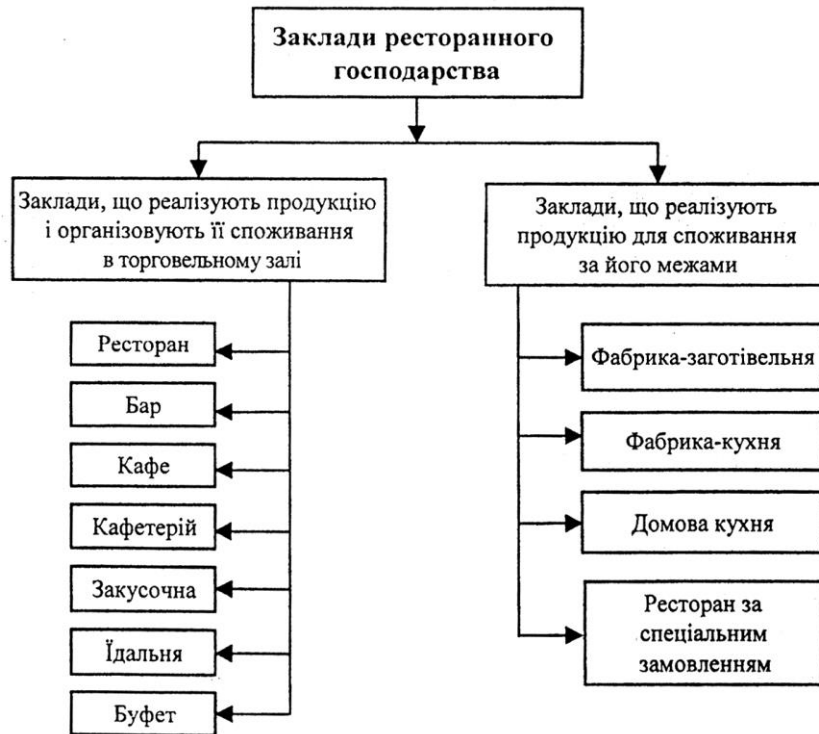 Заклади ресторанного
господарства
Заклади, що реалізують продукцію
і організовують її споживання
в торговельному залі
Ресторан
Бар
Кафе
Кафетерій
Закусочна
Їдальня
Буфет
Заклади, що реалізують
продукцію для споживання
за його межами
Фабрика-заготівельня
Фабрика-кухня
Домова кухня
Ресторан за
спеціальним
замовленням